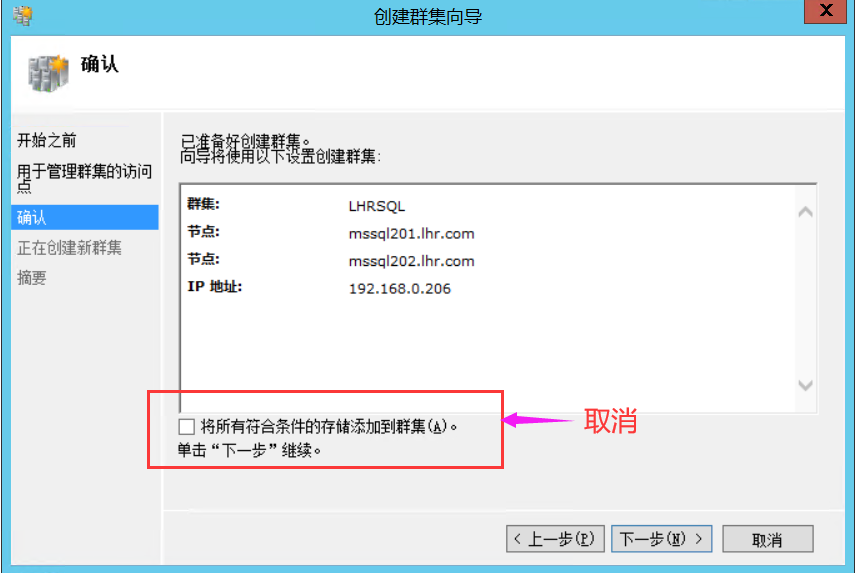 创建群集向导
X
确认
开始之前
用于管理群集的访问
点
确认
正在创建新群集
摘要
已准备好创建群集。
向导将使用以下设置创建群集:
群集: LHRSQL
节点: mssql201.lhr.com
节点: mssql202.lhr.com
IP 地址: 192.168.0.206
将所有符合条件的存储添加到群集(A)。
单击“下一步”继续。
取消
< 上一步(P)
下一步(N) >
取消